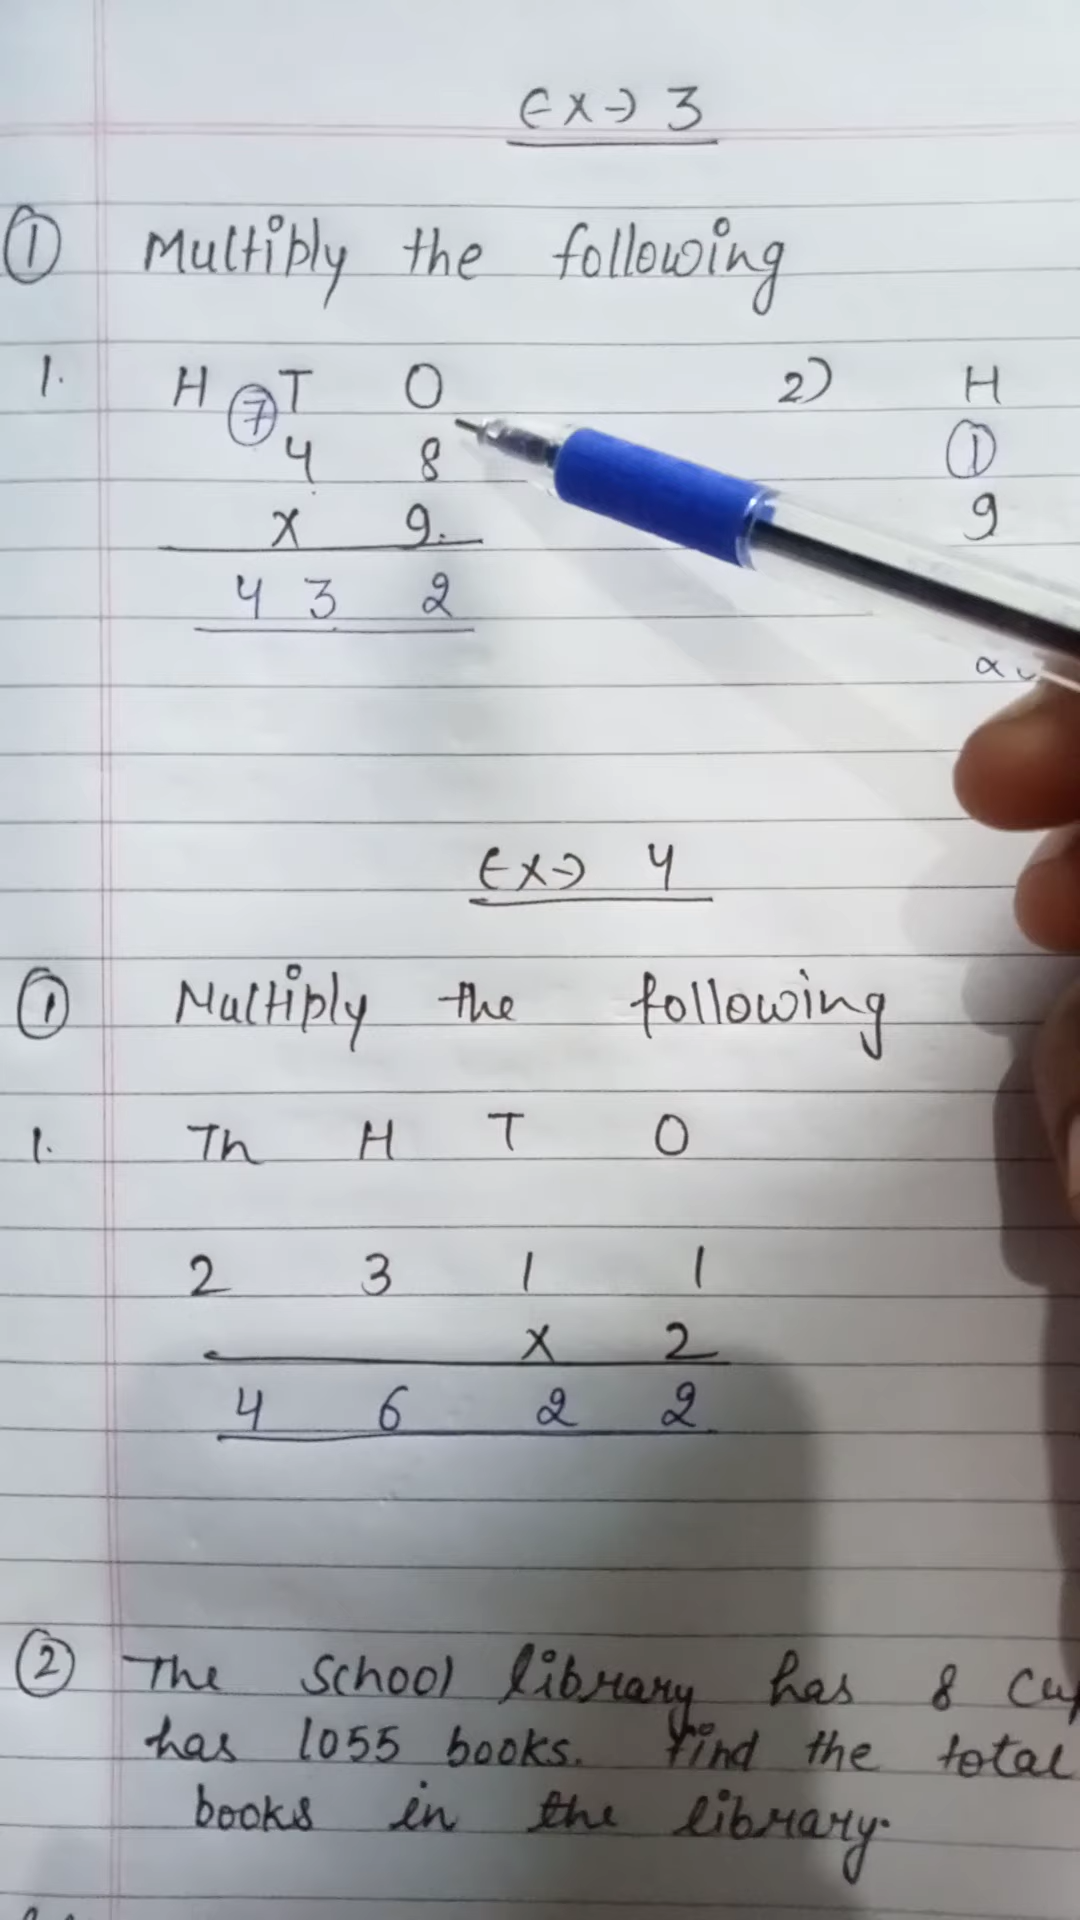 Ex→ 3
① Multiply the following
1. H T O 2) H
⑦ ①
4 8
x 9. 9
4 3 2
Ex→ 4
① Multiply the following
1. Th H T O
2 3 1 1
x 2
4 6 2 2
② The School library has 8
has 1055 books. find the total
books in the library.